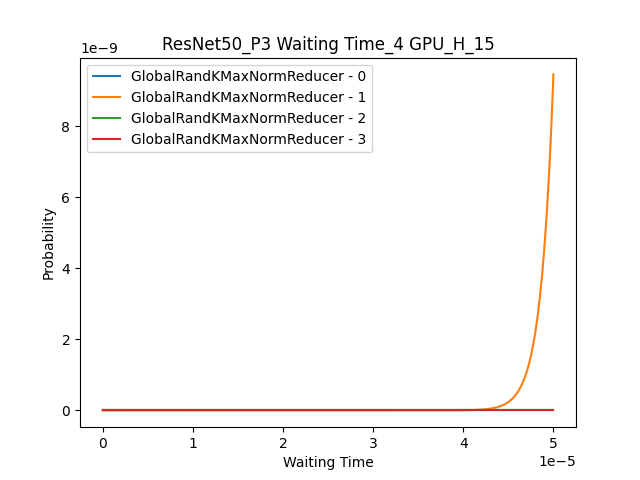 ResNet50_P3 Waiting Time_4 GPU_H_15
1e−9
GlobalRandKMaxNormReducer - 0
GlobalRandKMaxNormReducer - 1
GlobalRandKMaxNormReducer - 2
GlobalRandKMaxNormReducer - 3
8
6
4
2
0
Probability
0 1 2 3 4 5
Waiting Time
1e−5